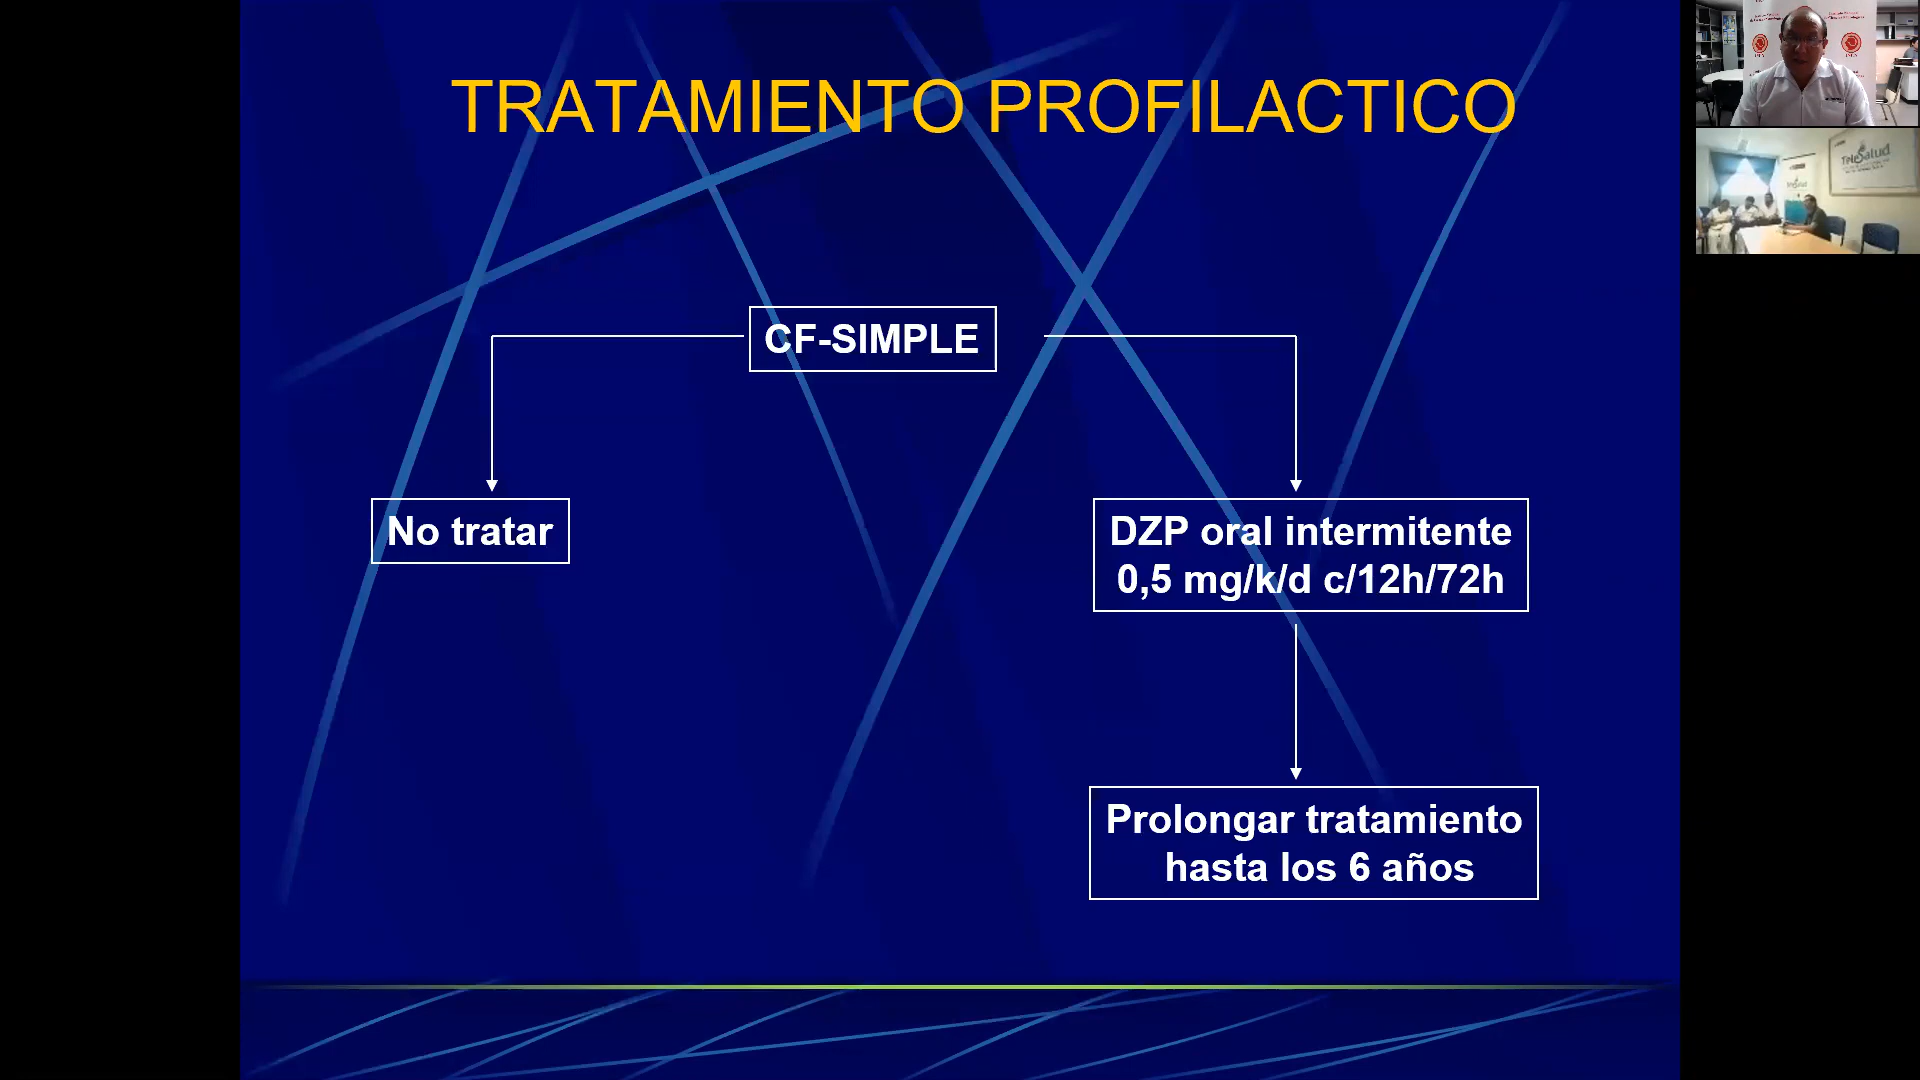 TRATAMIENTO PROFILACTICO
CF-SIMPLE
No tratar
DZP oral intermitente
0,5 mg/k/d c/12h/72h
Prolongar tratamiento
hasta los 6 años
TeleSalud